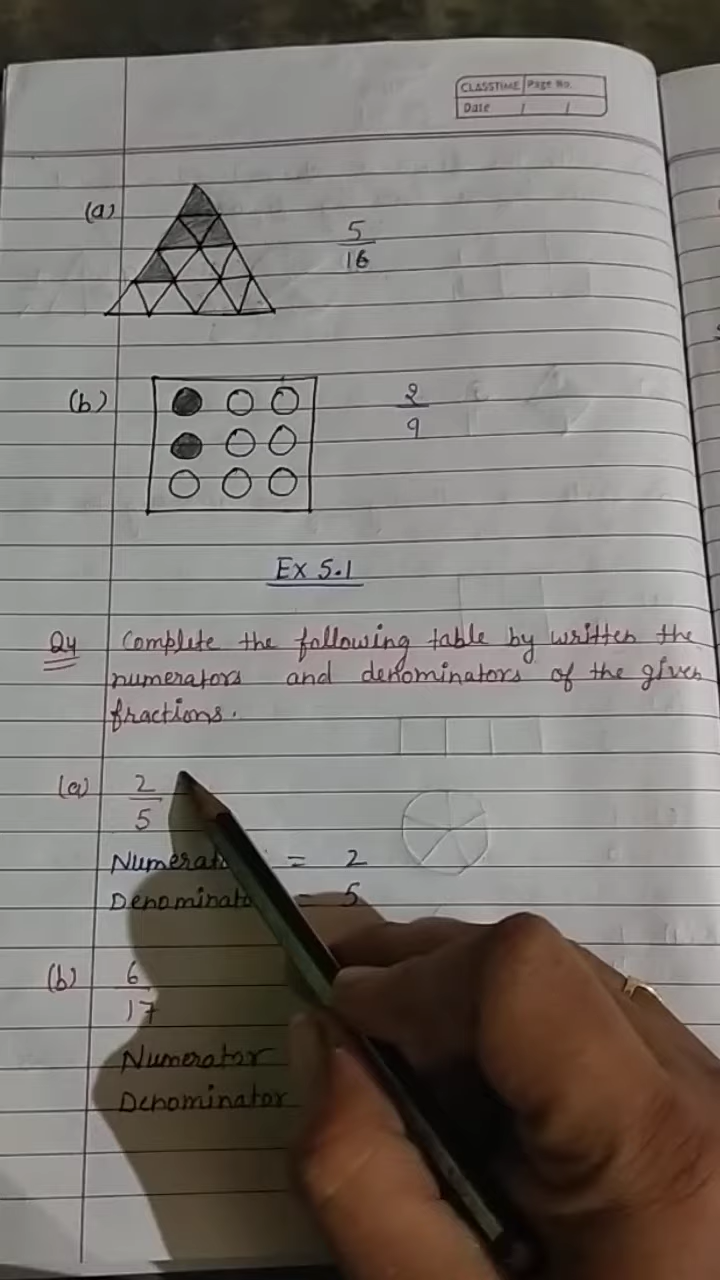 CLASSTIME Page No.
Date / /
(a)
5
16
(b)
2
9
Ex 5.1
Q4 Complete the following table by written the
numerators and denominators of the given
fractions.
(a) 2
5
= 2
= 5
(b) 6
17
Numerator
Denominator